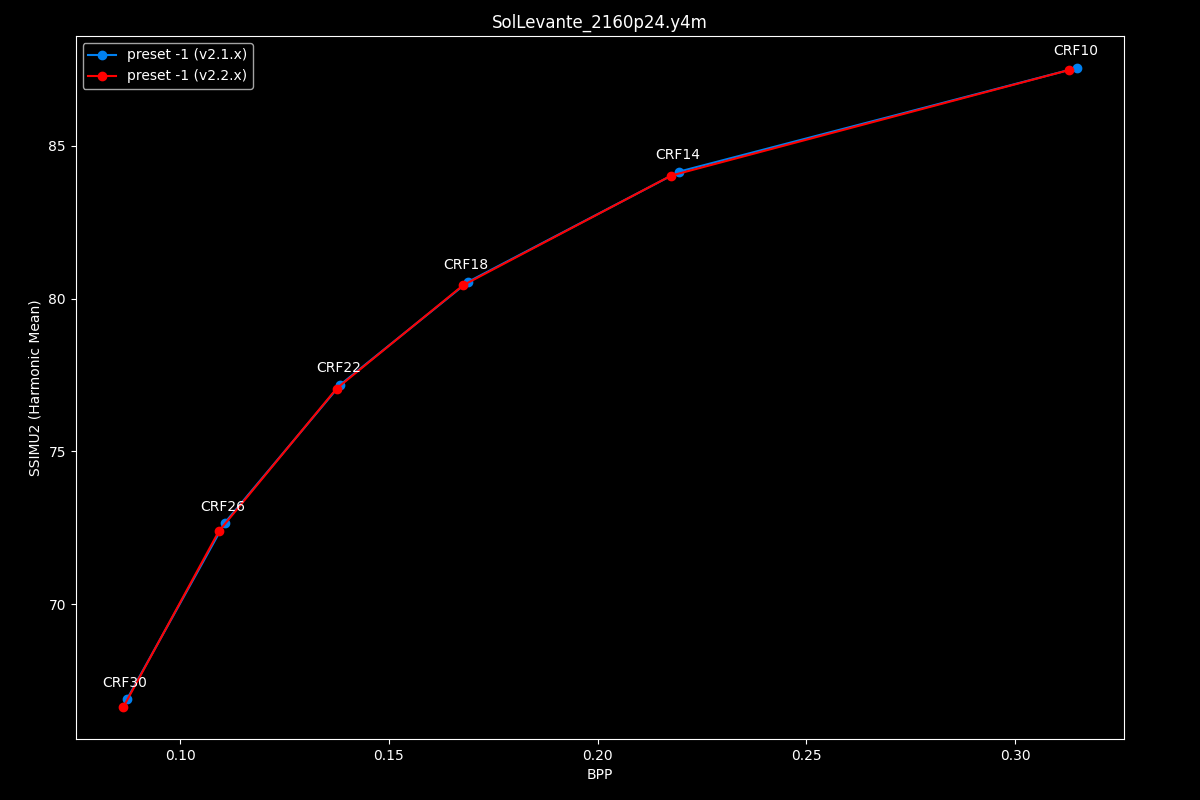 SolLevante_2160p24.y4m
preset -1 (v2.1.x)
preset -1 (v2.2.x)
CRF10
CRF14
CRF18
CRF22
CRF26
CRF30
85
80
75
70
SSIMU2 (Harmonic Mean)
0.10
0.15
0.20
0.25
0.30
BPP